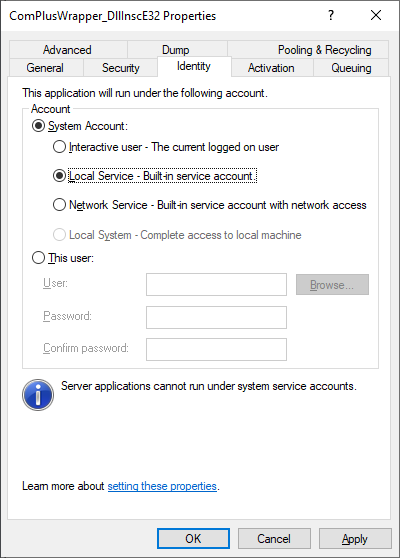 ComPlusWrapper_DllInscE32 Properties
Advanced Dump Pooling & Recycling
General Security Identity Activation Queuing
This application will run under the following account.
Account
System Account:
Interactive user - The current logged on user
Local Service - Built-in service account.
Network Service - Built-in service account with network access
Local System - Complete access to local machine
This user:
User:
Browse...
Password:
Confirm password:
Server applications cannot run under system service accounts.
Learn more about setting these properties.
OK Cancel Apply